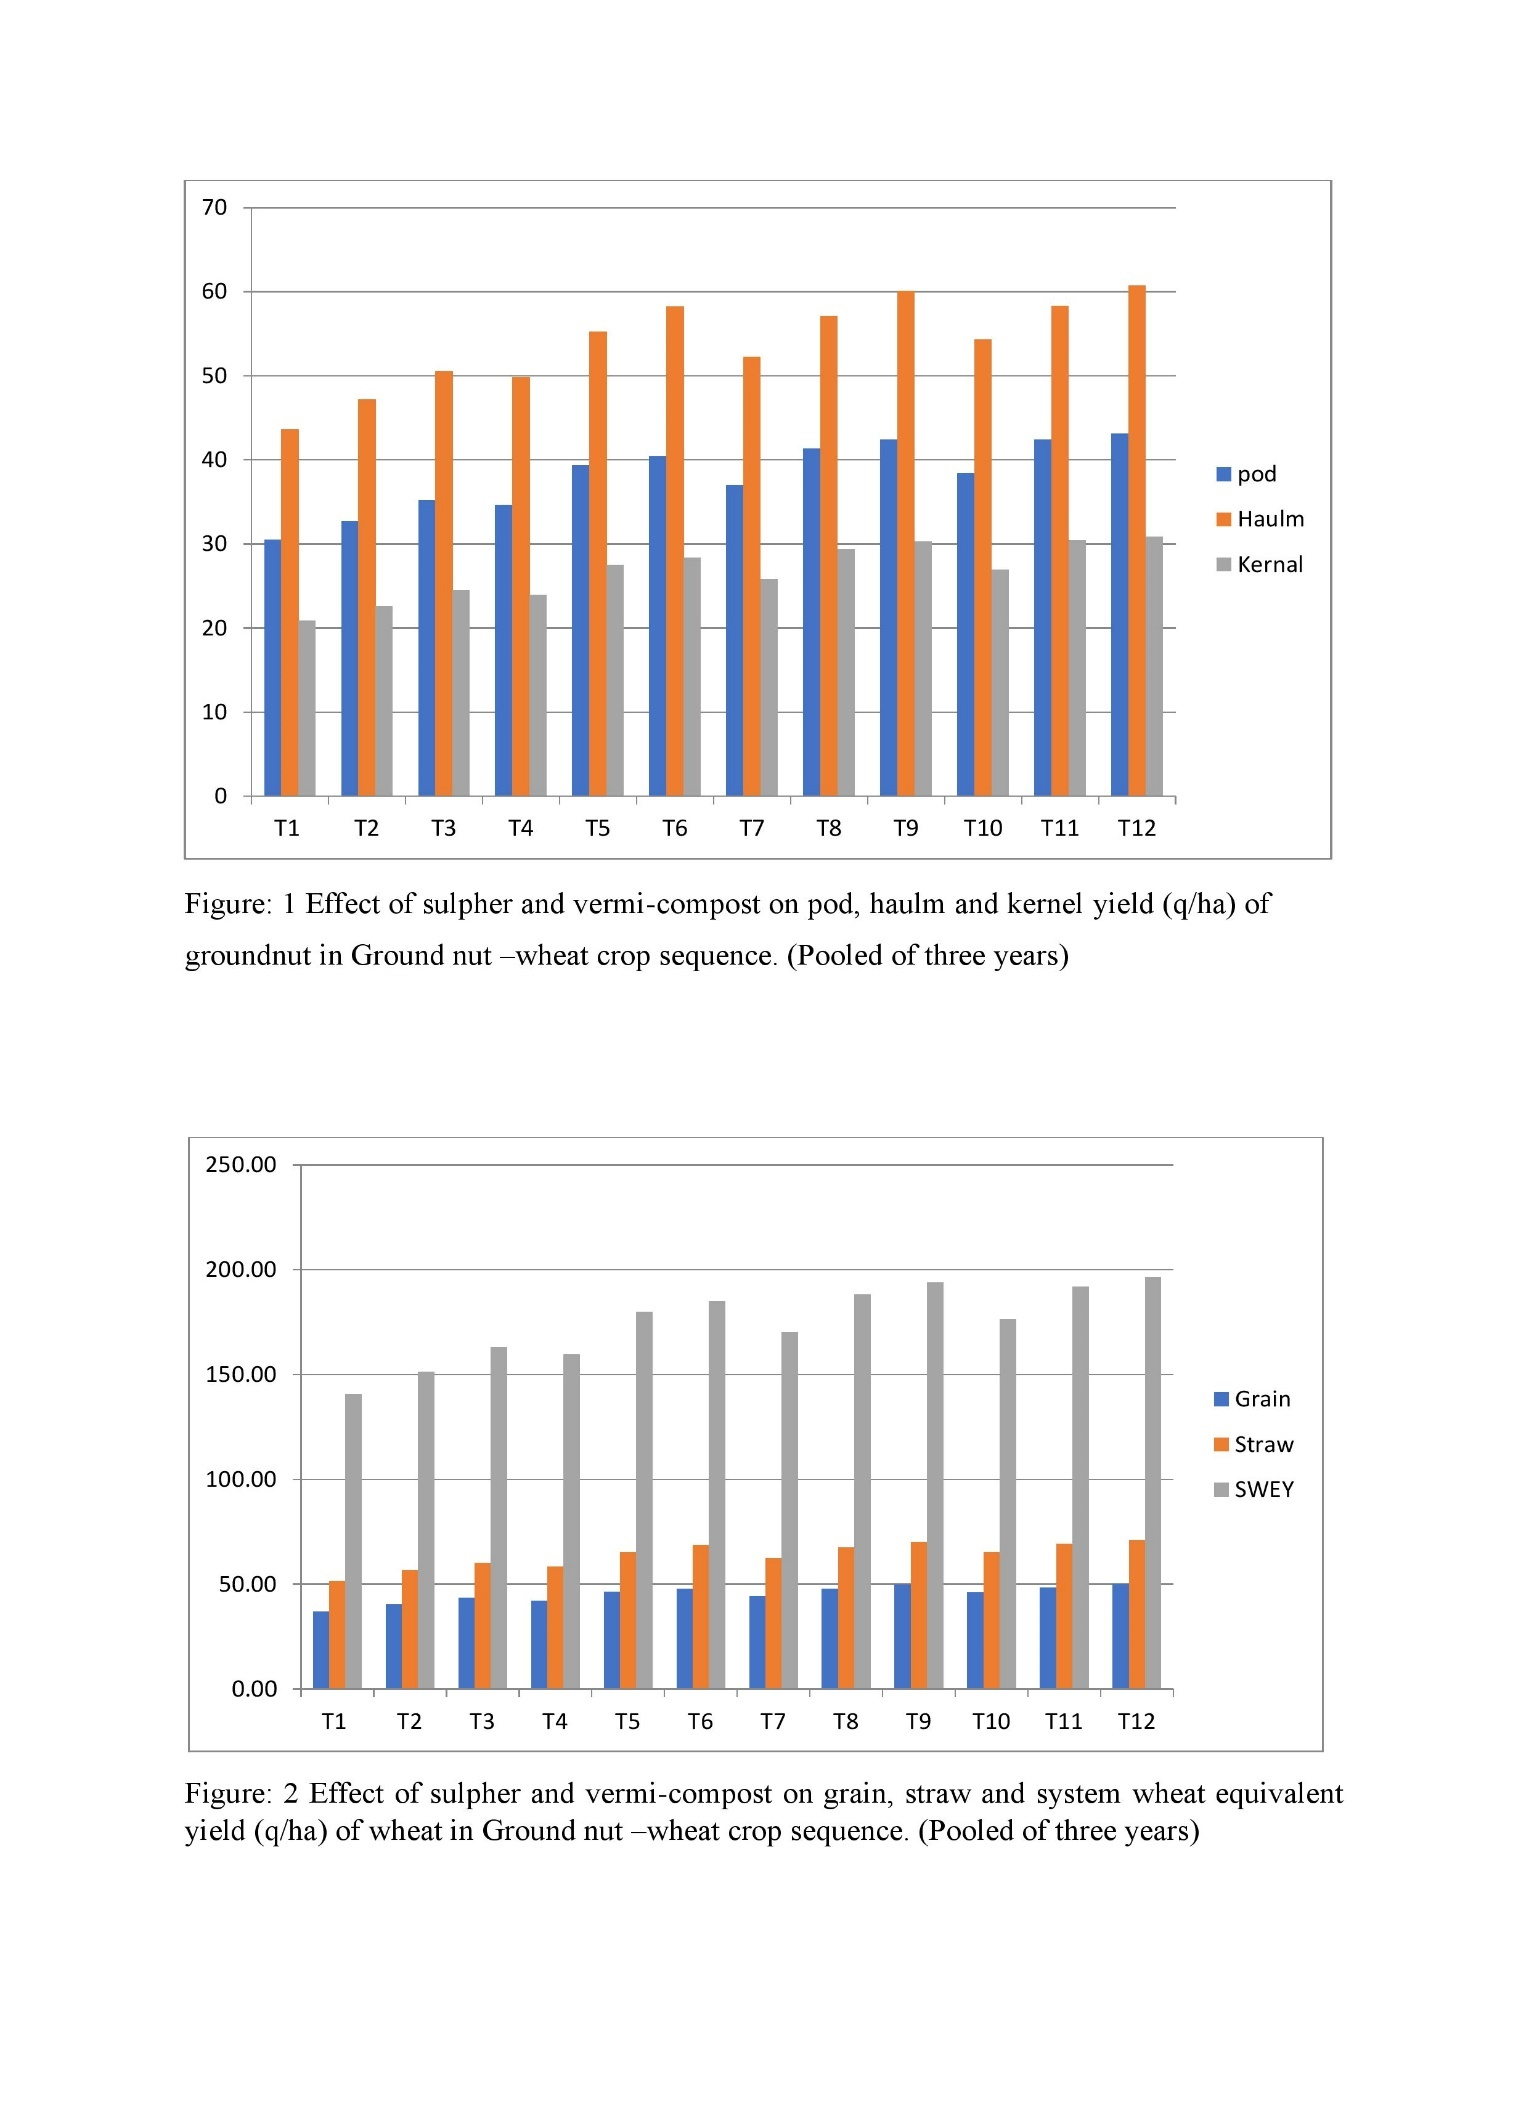 70
60
50
40
30
20
10
0
T1 T2 T3 T4 T5 T6 T7 T8 T9 T10 T11 T12
pod
Haulm
Kernal
Figure: 1 Effect of sulpher and vermi-compost on pod, haulm and kernel yield (q/ha) of
groundnut in Ground nut –wheat crop sequence. (Pooled of three years)
250.00
200.00
150.00
100.00
50.00
0.00
T1 T2 T3 T4 T5 T6 T7 T8 T9 T10 T11 T12
Grain
Straw
SWEY
Figure: 2 Effect of sulpher and vermi-compost on grain, straw and system wheat equivalent
yield (q/ha) of wheat in Ground nut –wheat crop sequence. (Pooled of three years)